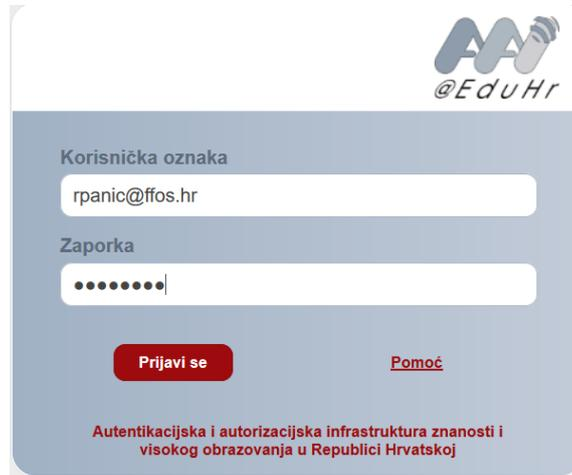 AAI
@EduHr
Korisnička oznaka
rpanic@ffos.hr
Zaporka
●●●●●●●●
Prijavi se
Pomoć
Autentikacijska i autorizacijska infrastruktura znanosti i
visokog obrazovanja u Republici Hrvatskoj